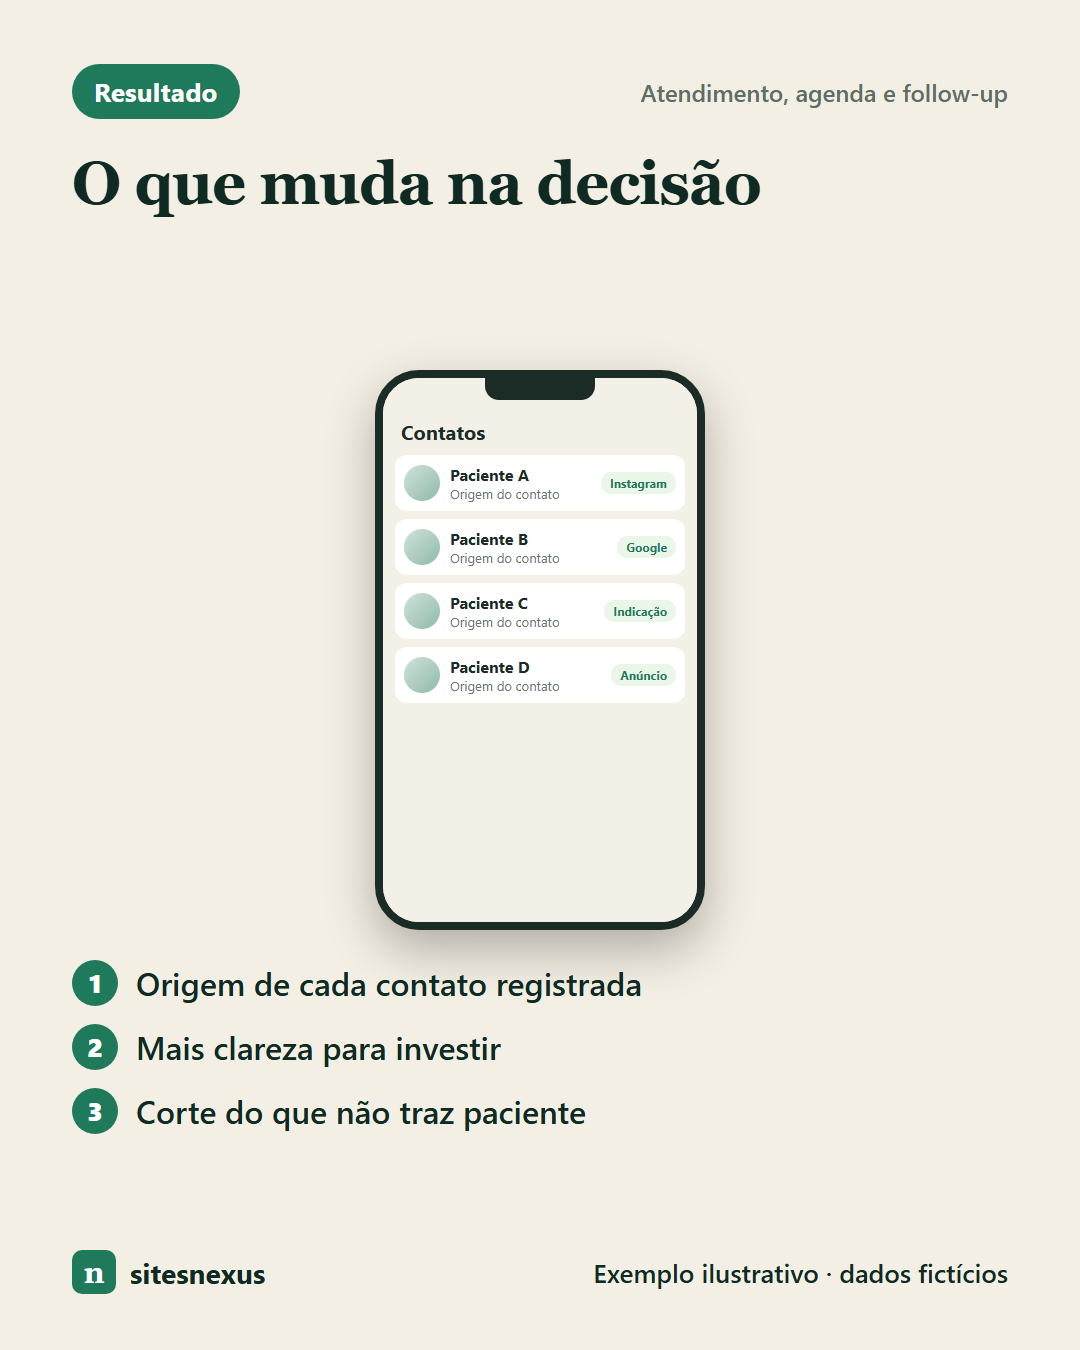 Resultado
Atendimento, agenda e follow-up
O que muda na decisão
Contatos
Paciente A
Origem do contato
Instagram
Paciente B
Origem do contato
Google
Paciente C
Origem do contato
Indicação
Paciente D
Origem do contato
Anúncio
1 Origem de cada contato registrada
2 Mais clareza para investir
3 Corte do que não traz paciente
n sitesnexus
Exemplo ilustrativo · dados fictícios